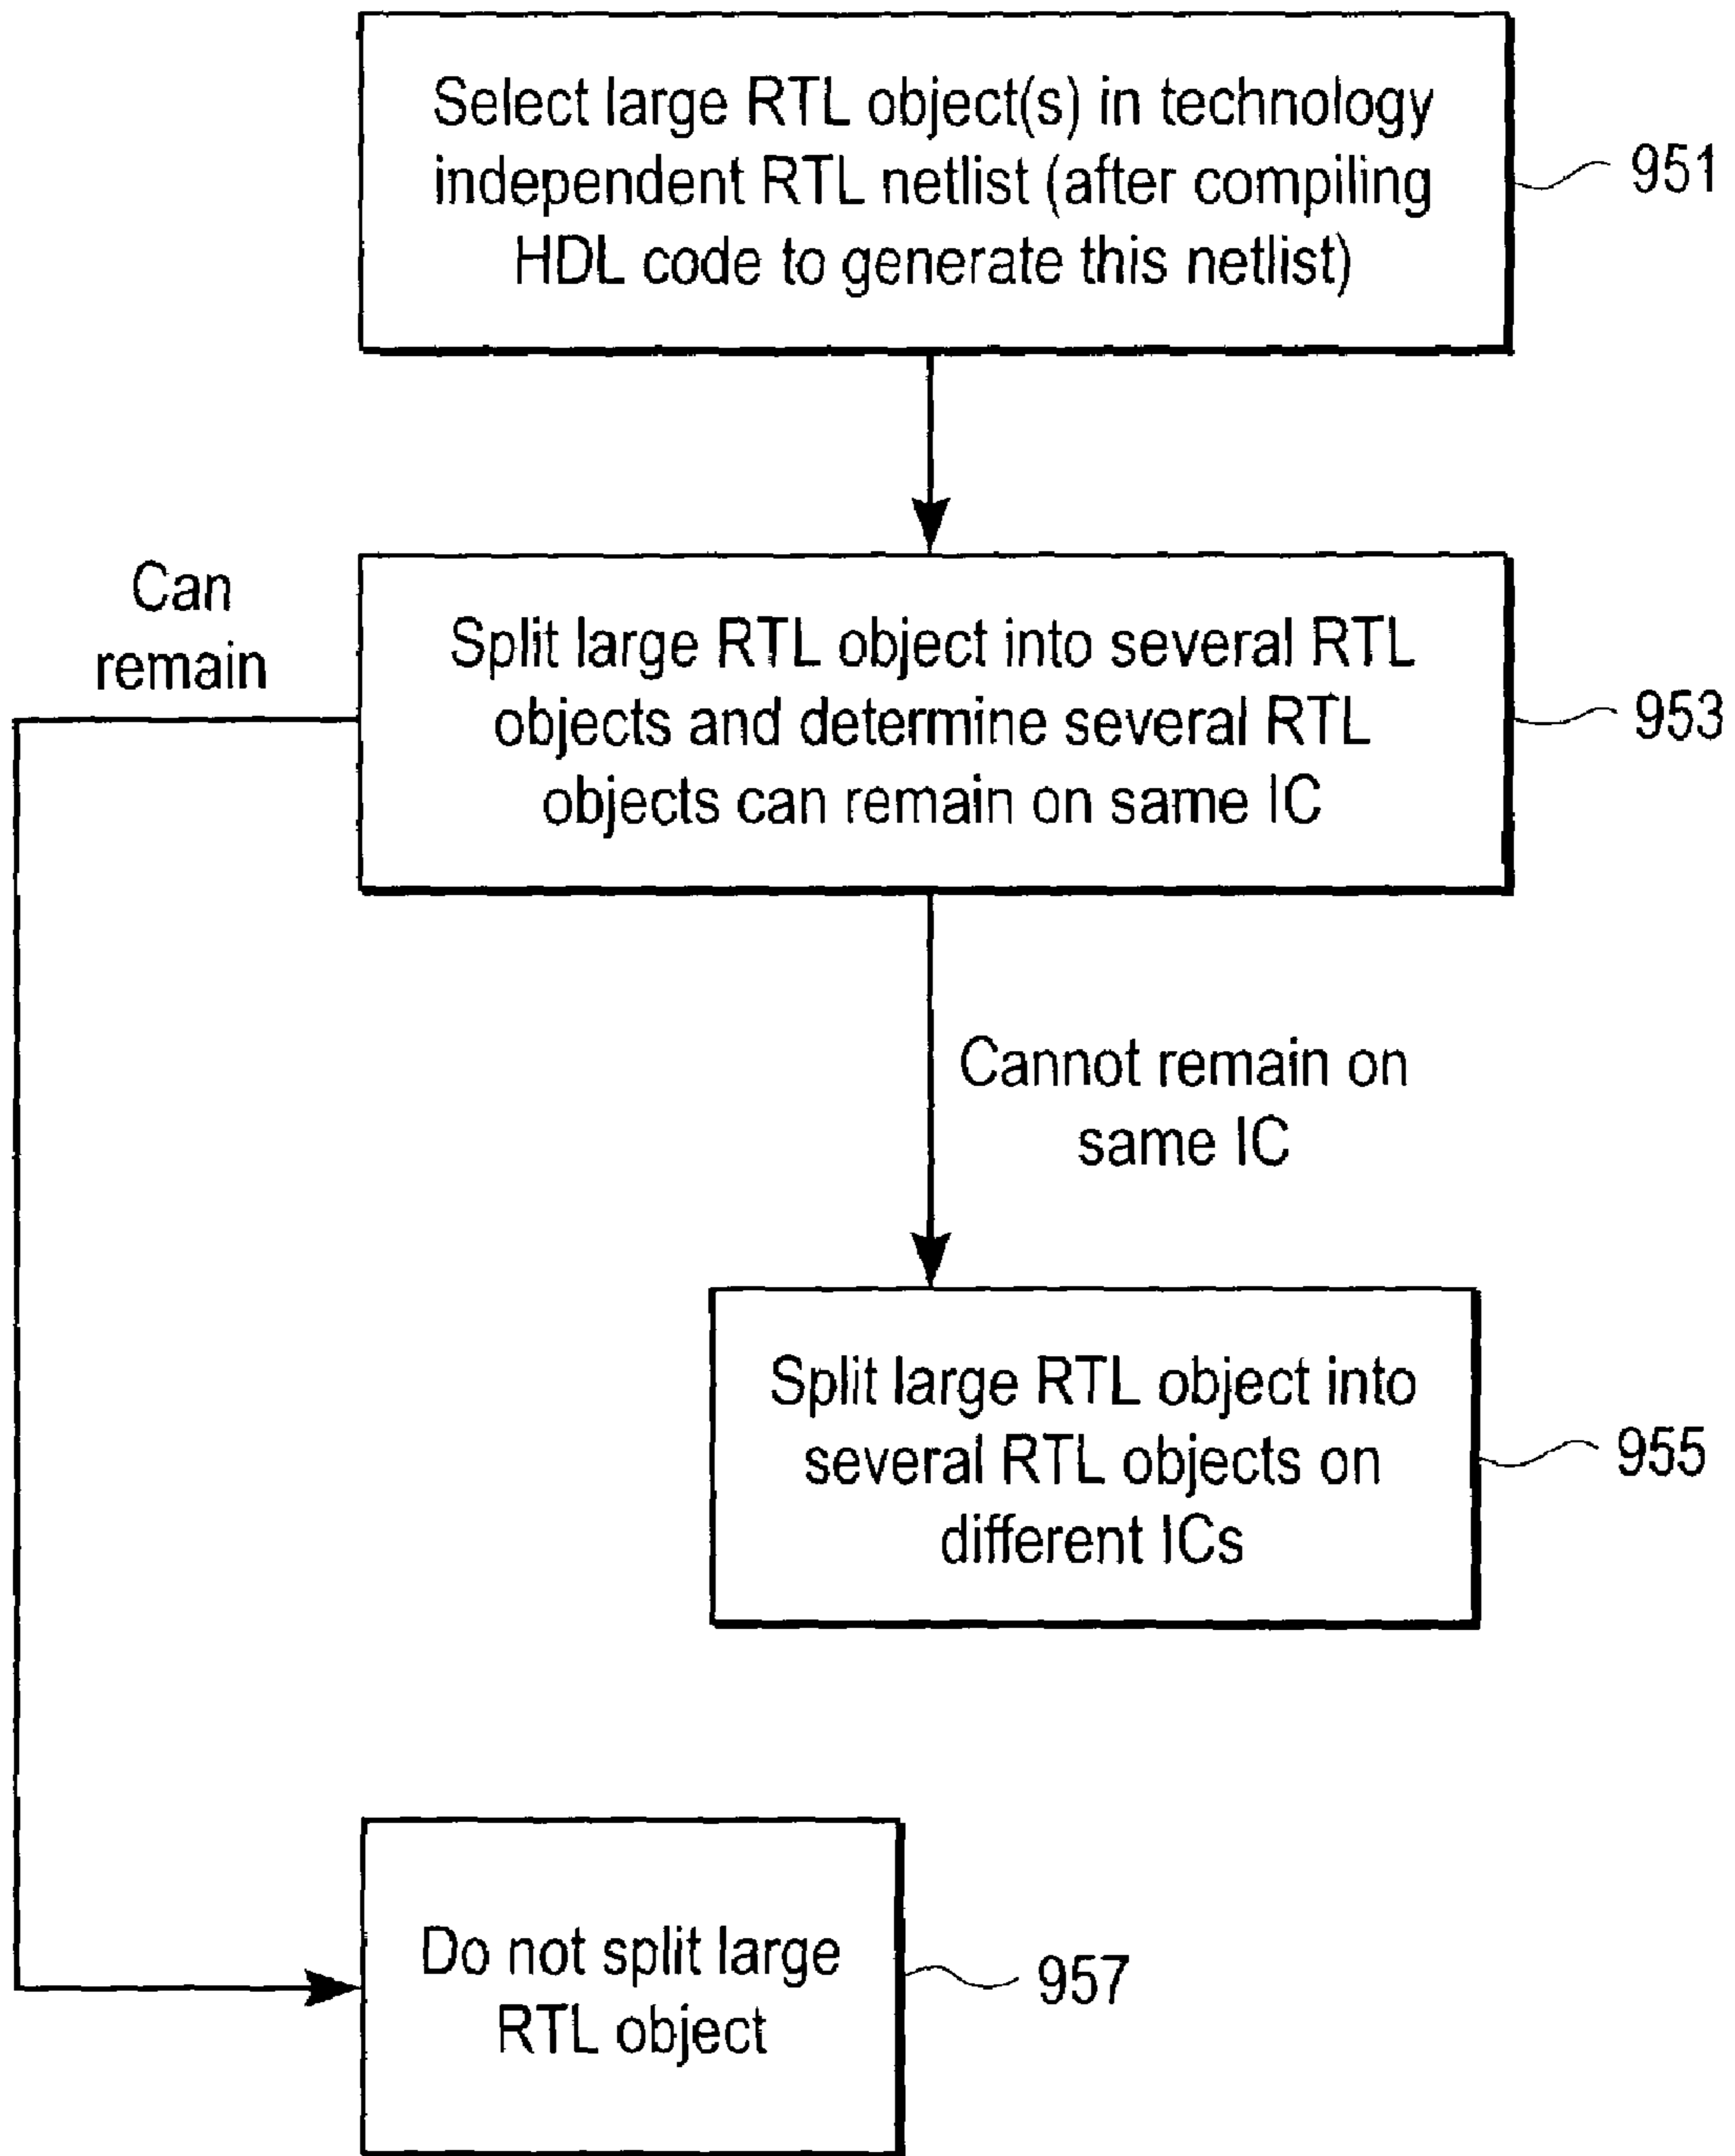 Select large RTL object(s) in technology
independent RTL netlist (after compiling
HDL code to generate this netlist)
951
Can
remain
Split large RTL object into several RTL
objects and determine several RTL
objects can remain on same IC
953
Cannot remain on
same IC
Split large RTL object into
several RTL objects on
different ICs
955
Do not split large
RTL object
957